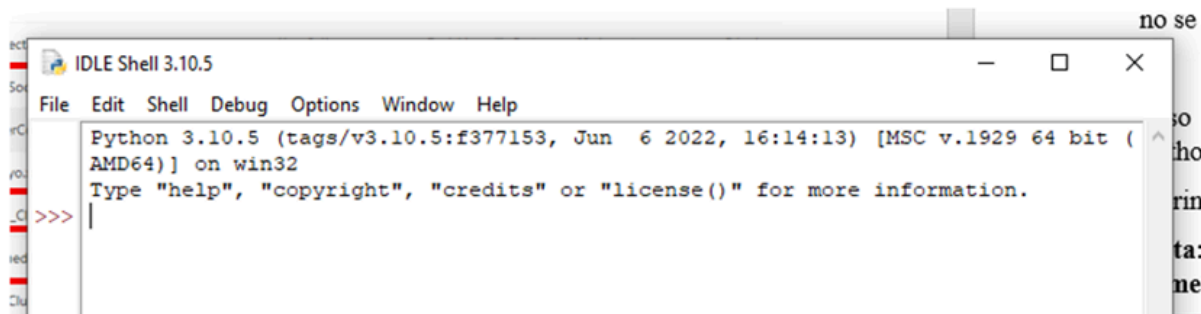 no se
IDLE Shell 3.10.5
File Edit Shell Debug Options Window Help
Python 3.10.5 (tags/v3.10.5:f377153, Jun  6 2022, 16:14:13) [MSC v.1929 64 bit (
AMD64)] on win32
Type "help", "copyright", "credits" or "license()" for more information.
>>>